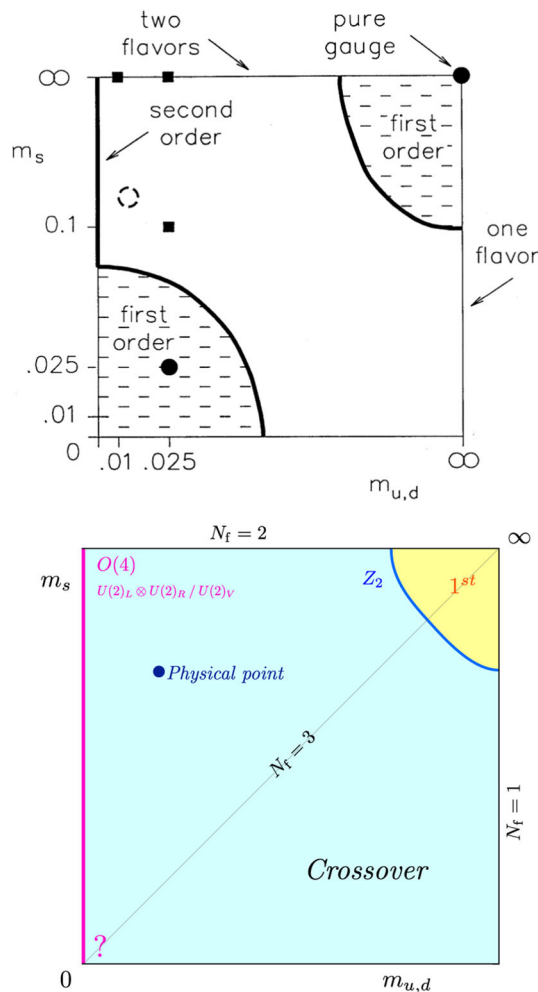 two
flavors
pure
gauge
∞
second
order
first
order
m_s
0.1
one
flavor
first
order
.025
.01
0
.01 .025
∞
m_{u,d}
N_f = 2
∞
m_s
O(4)
U(2)_L ⊗ U(2)_R / U(2)_V
Z_2
1^{st}
Physical point
N_f = 3
N_f = 1
Crossover
?
0
m_{u,d}